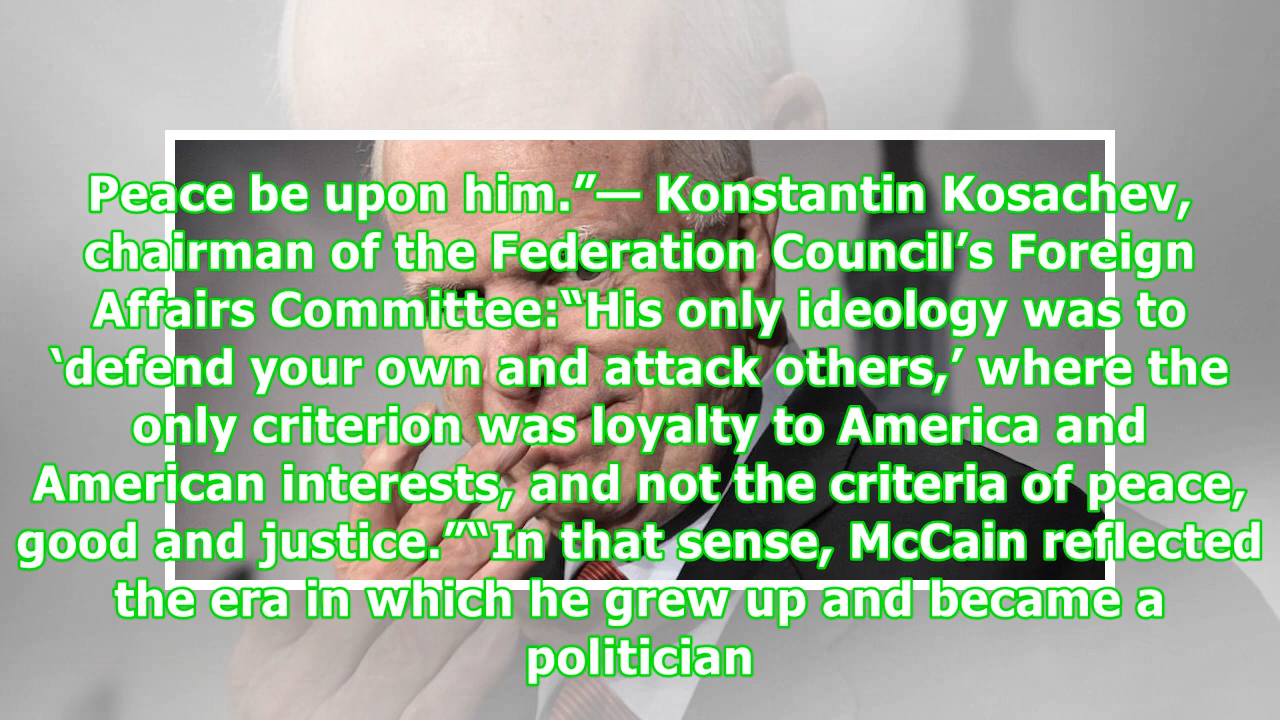 Peace be upon him.”— Konstantin Kosachev,
chairman of the Federation Council’s Foreign
Affairs Committee:“His only ideology was to
‘defend your own and attack others,’ where the
only criterion was loyalty to America and
American interests, and not the criteria of peace,
good and justice.”“In that sense, McCain reflected
the era in which he grew up and became a
politician